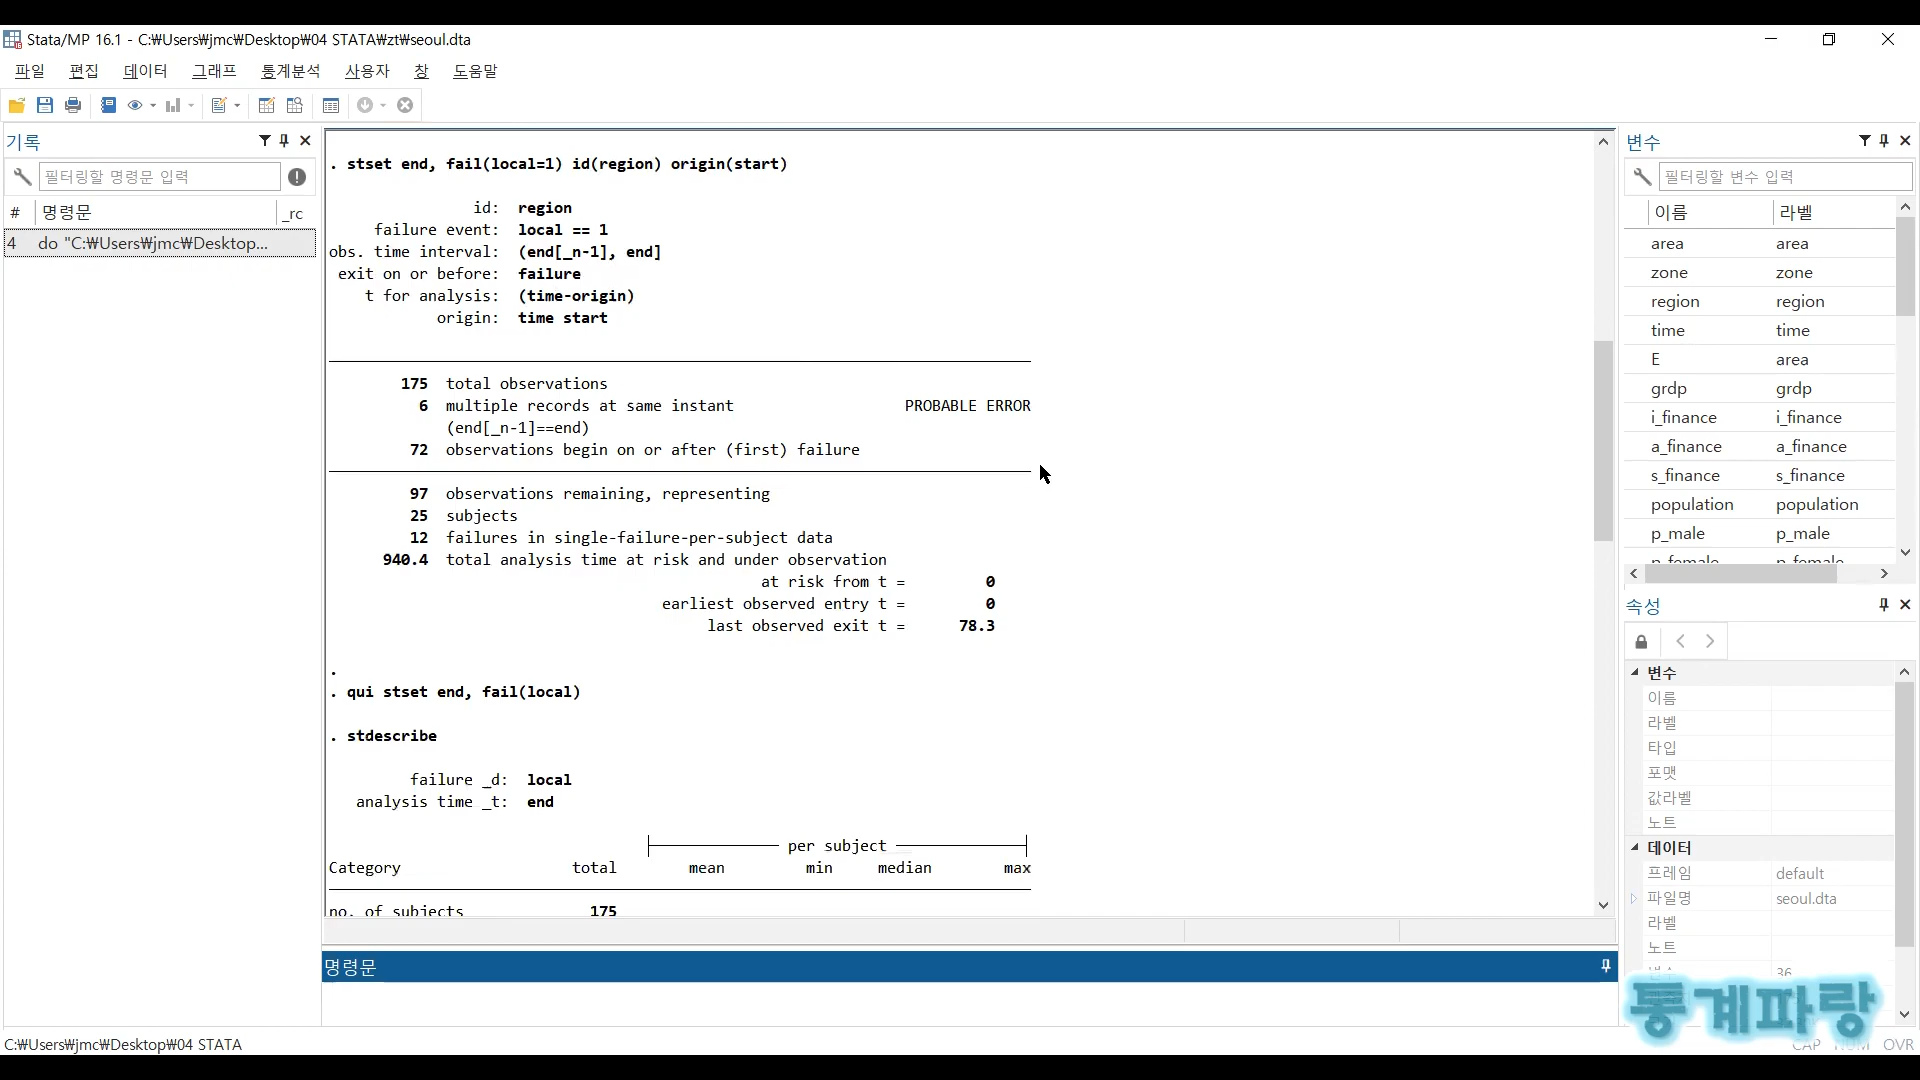 Stata/MP 16.1 - C:₩Users₩jmc₩Desktop₩04 STATA₩zt₩seoul.dta
파일 편집 데이터 그래프 통계분석 사용자 창 도움말
기록
필터링할 명령문 입력
# 명령문 _rc
4 do "C:₩Users₩jmc₩Desktop...
. stset end, fail(local=1) id(region) origin(start)
id: region
failure event: local == 1
obs. time interval: (end[_n-1], end]
exit on or before: failure
t for analysis: (time-origin)
origin: time start
175 total observations
6 multiple records at same instant PROBABLE ERROR
(end[_n-1]==end)
72 observations begin on or after (first) failure
97 observations remaining, representing
25 subjects
12 failures in single-failure-per-subject data
940.4 total analysis time at risk and under observation
at risk from t = 0
earliest observed entry t = 0
last observed exit t = 78.3
.
. qui stset end, fail(local)
. stdescribe
failure _d: local
analysis time _t: end
per subject
Category total mean min median max
no. of subjects 175
명령문
변수
필터링할 변수 입력
이름 라벨
area area
zone zone
region region
time time
E area
grdp grdp
i_finance i_finance
a_finance a_finance
s_finance s_finance
population population
p_male p_male
p_female p_female
속성
변수
이름
라벨
타입
포맷
값라벨
노트
데이터
프레임 default
파일명 seoul.dta
라벨
노트
변수 36
통계파랑
C:₩Users₩jmc₩Desktop₩04 STATA
CAP NUM OVR